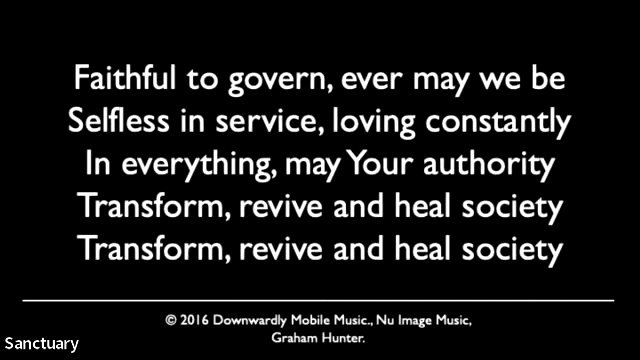 Faithful to govern, ever may we be
Selfless in service, loving constantly
In everything, may Your authority
Transform, revive and heal society
Transform, revive and heal society
© 2016 Downwardly Mobile Music., Nu Image Music,
Graham Hunter.
Sanctuary